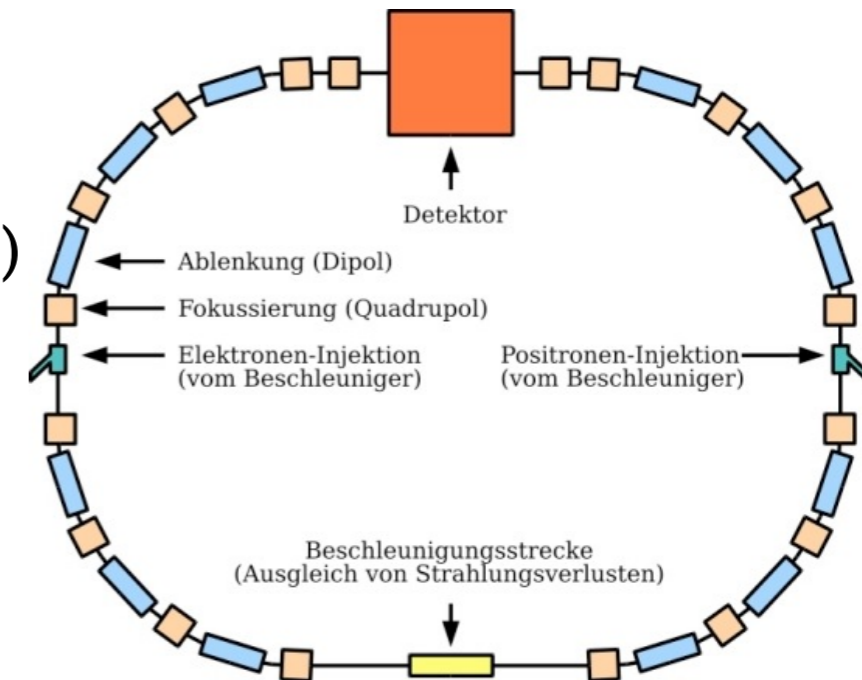 Detektor
)
Ablenkung (Dipol)
Fokussierung (Quadrupol)
Elektronen-Injektion
(vom Beschleuniger)
Positronen-Injektion
(vom Beschleuniger)
Beschleunigungsstrecke
(Ausgleich von Strahlungsverlusten)